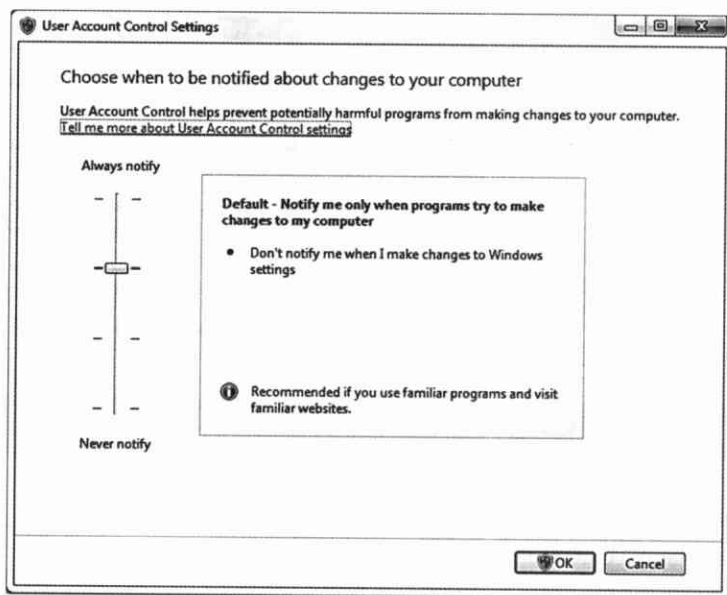 User Account Control Settings
Choose when to be notified about changes to your computer
User Account Control helps prevent potentially harmful programs from making changes to your computer.
Tell me more about User Account Control settings
Always notify
Default - Notify me only when programs try to make
changes to my computer
• Don't notify me when I make changes to Windows
settings
Recommended if you use familiar programs and visit
familiar websites.
Never notify
OK
Cancel